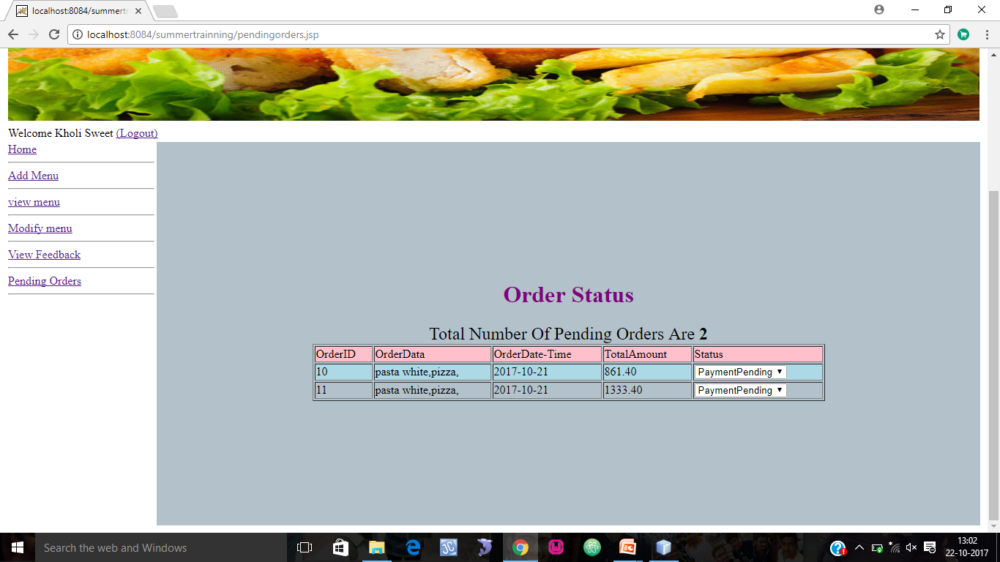 localhost:8084/summertr
localhost:8084/summertrainning/pendingorders.jsp
Welcome Kholi Sweet (Logout)
Home
Add Menu
view menu
Modify menu
View Feedback
Pending Orders
Order Status
Total Number Of Pending Orders Are 2
OrderID OrderData OrderDate-Time TotalAmount Status
10 pasta white,pizza, 2017-10-21 861.40 PaymentPending
11 pasta white,pizza, 2017-10-21 1333.40 PaymentPending
Search the web and Windows
13:02
22-10-2017